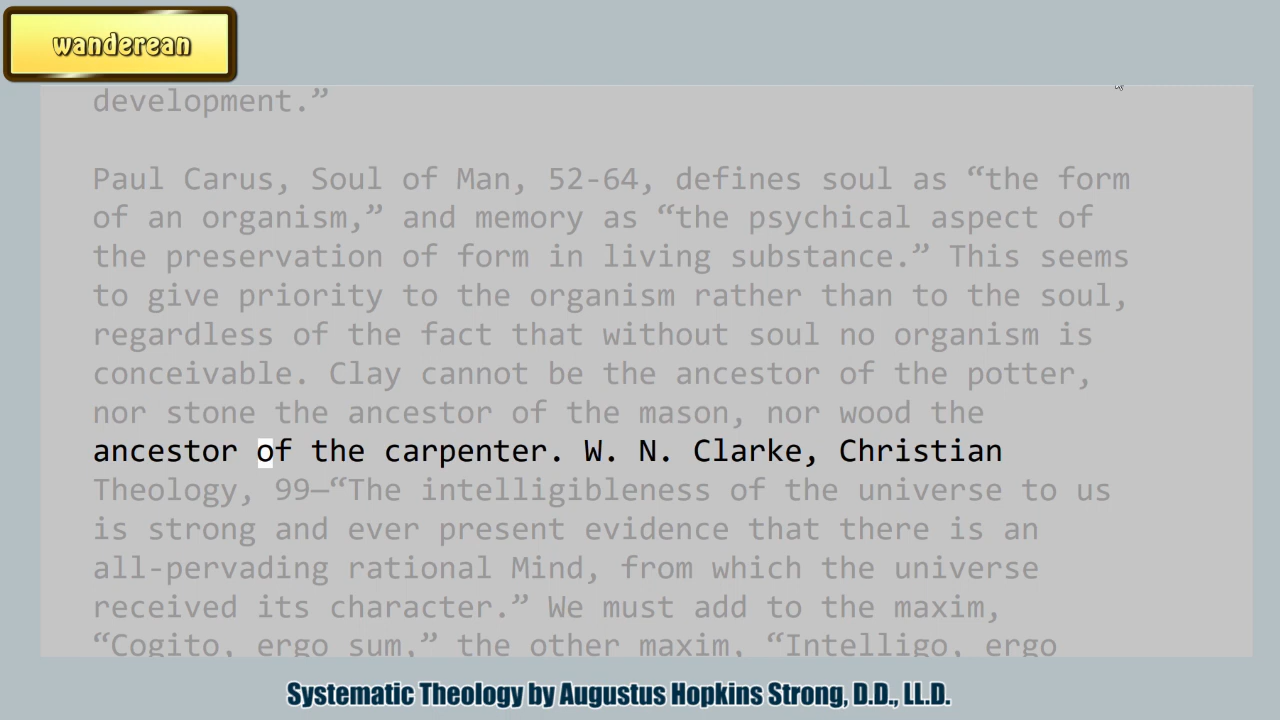 wanderean
development.”
Paul Carus, Soul of Man, 52-64, defines soul as “the form
of an organism,” and memory as “the psychical aspect of
the preservation of form in living substance.” This seems
to give priority to the organism rather than to the soul,
regardless of the fact that without soul no organism is
conceivable. Clay cannot be the ancestor of the potter,
nor stone the ancestor of the mason, nor wood the
ancestor of the carpenter. W. N. Clarke, Christian
Theology, 99—“The intelligibleness of the universe to us
is strong and ever present evidence that there is an
all-pervading rational Mind, from which the universe
received its character.” We must add to the maxim,
“Cogito, ergo sum,” the other maxim, “Intelligo, ergo
Systematic Theology by Augustus Hopkins Strong, D.D., LL.D.